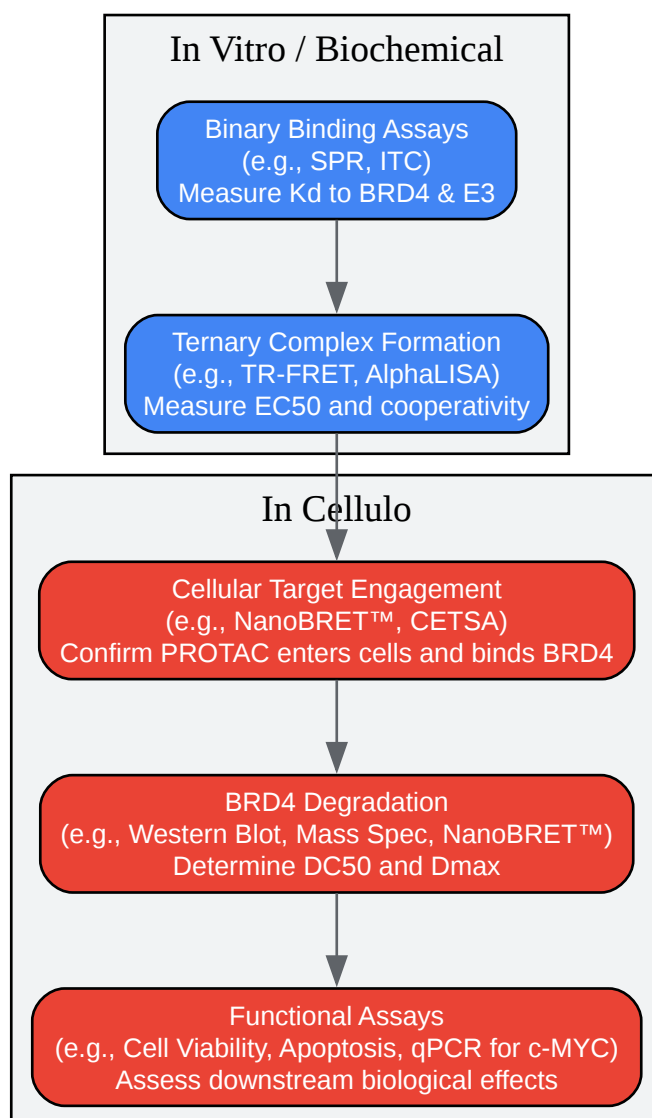 In Vitro / Biochemical
Binary Binding Assays
(e.g., SPR, ITC)
Measure Kd to BRD4 & E3
Ternary Complex Formation
(e.g., TR-FRET, AlphaLISA)
Measure EC50 and cooperativity
In Cellulo
Cellular Target Engagement
(e.g., NanoBRET™, CETSA)
Confirm PROTAC enters cells and binds BRD4
BRD4 Degradation
(e.g., Western Blot, Mass Spec, NanoBRET™)
Determine DC50 and Dmax
Functional Assays
(e.g., Cell Viability, Apoptosis, qPCR for c-MYC)
Assess downstream biological effects